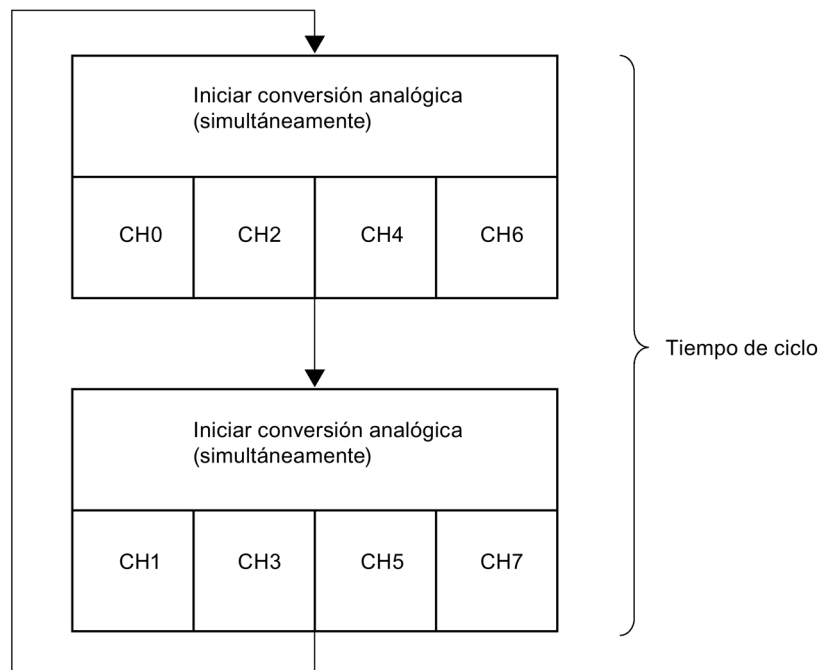 Iniciar conversión analógica
(simultáneamente)
CH0 CH2 CH4 CH6
Tiempo de ciclo
Iniciar conversión analógica
(simultáneamente)
CH1 CH3 CH5 CH7